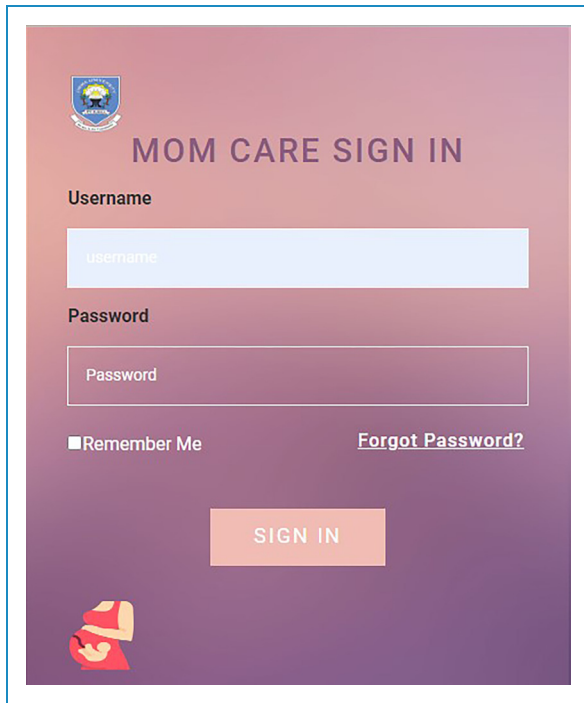 MOM CARE SIGN IN
Username
username
Password
Password
Remember Me
Forgot Password?
SIGN IN